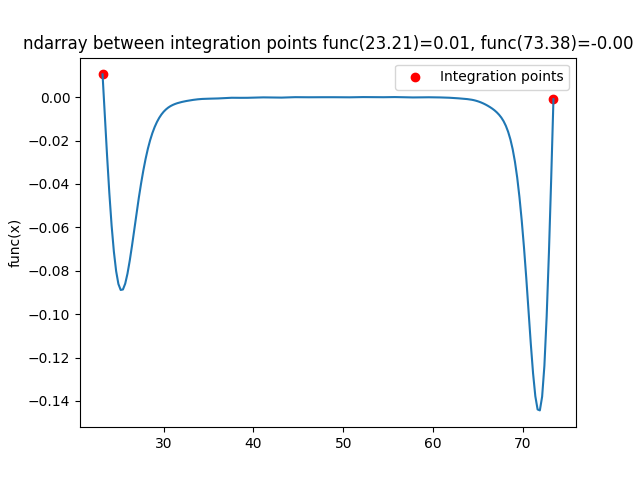 ndarray between integration points func(23.21)=0.01, func(73.38)=-0.00
Integration points
0.00
−0.02
−0.04
−0.06
−0.08
−0.10
−0.12
−0.14
func(x)
30 40 50 60 70